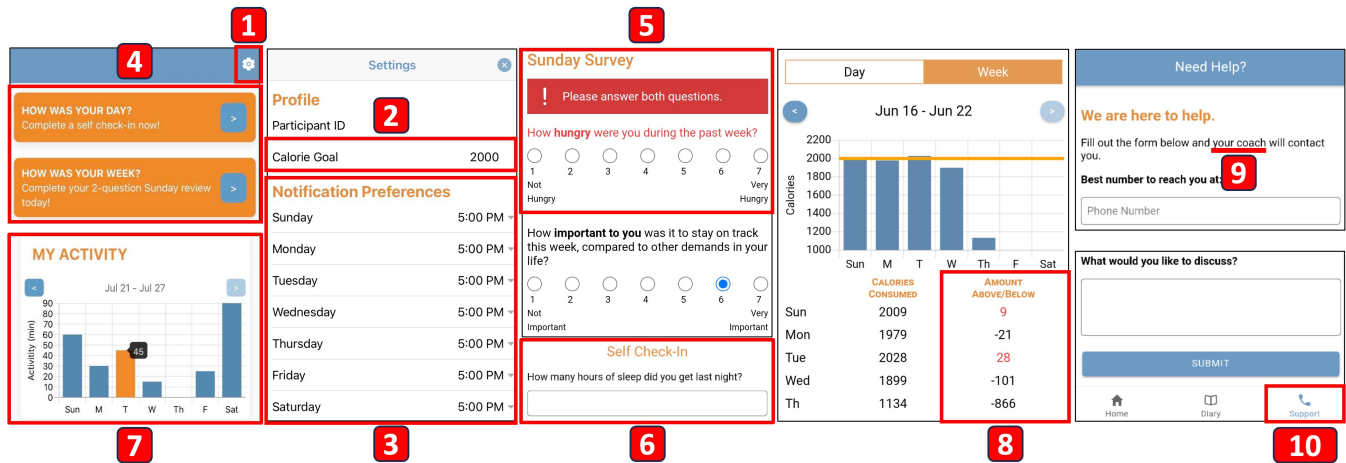 1
4
HOW WAS YOUR DAY?
Complete a self check-in now!
>
HOW WAS YOUR WEEK?
Complete your 2-question Sunday review
today!
>
MY ACTIVITY
< Jul 21 - Jul 27 >
Activitity (min)
90
80
70
60
50
40
30
20
10
0
45
Sun M T W Th F Sat
7
Settings
Profile
Participant ID
2
Calorie Goal 2000
Notification Preferences
Sunday 5:00 PM
Monday 5:00 PM
Tuesday 5:00 PM
Wednesday 5:00 PM
Thursday 5:00 PM
Friday 5:00 PM
Saturday 5:00 PM
3
5
Sunday Survey
! Please answer both questions.
How hungry were you during the past week?
1 2 3 4 5 6 7
Not Very
Hungry Hungry
How important to you was it to stay on track
this week, compared to other demands in your
life?
1 2 3 4 5 6 7
Not Very
Important Important
Self Check-In
How many hours of sleep did you get last night?
6
Day Week
< Jun 16 - Jun 22 >
Calories
2200
2000
1800
1600
1400
1200
1000
Sun M T W Th F Sat
CALORIES AMOUNT
CONSUMED ABOVE/BELOW
Sun 2009 9
Mon 1979 -21
Tue 2028 28
Wed 1899 -101
Th 1134 -866
8
Need Help?
We are here to help.
Fill out the form below and your coach will contact
you.
9
Best number to reach you at:
Phone Number
What would you like to discuss?
SUBMIT
Home Diary Support
10